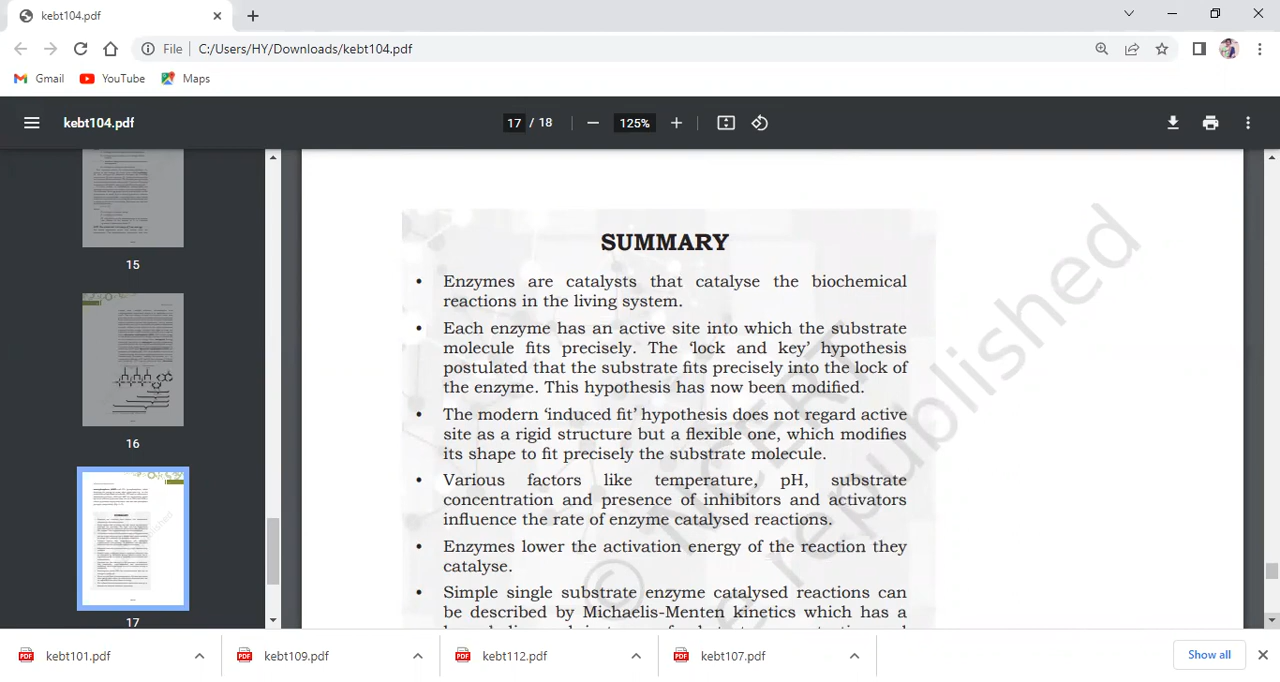 kebt104.pdf
File C:/Users/HY/Downloads/kebt104.pdf
Gmail YouTube Maps
kebt104.pdf 17 / 18 125%
15
16
17
SUMMARY
• Enzymes are catalysts that catalyse the biochemical
reactions in the living system.
• Each enzyme has an active site into which the substrate
molecule fits precisely. The ‘lock and key’ hypothesis
postulated that the substrate fits precisely into the lock of
the enzyme. This hypothesis has now been modified.
• The modern ‘induced fit’ hypothesis does not regard active
site as a rigid structure but a flexible one, which modifies
its shape to fit precisely the substrate molecule.
• Various factors like temperature, pH, substrate
concentration and presence of inhibitors and activators
influence the rate of enzyme catalysed reactions.
• Enzymes lower the activation energy of the reaction they
catalyse.
• Simple single substrate enzyme catalysed reactions can
be described by Michaelis-Menten kinetics which has a
© NCERT
republished
kebt101.pdf kebt109.pdf kebt112.pdf kebt107.pdf Show all